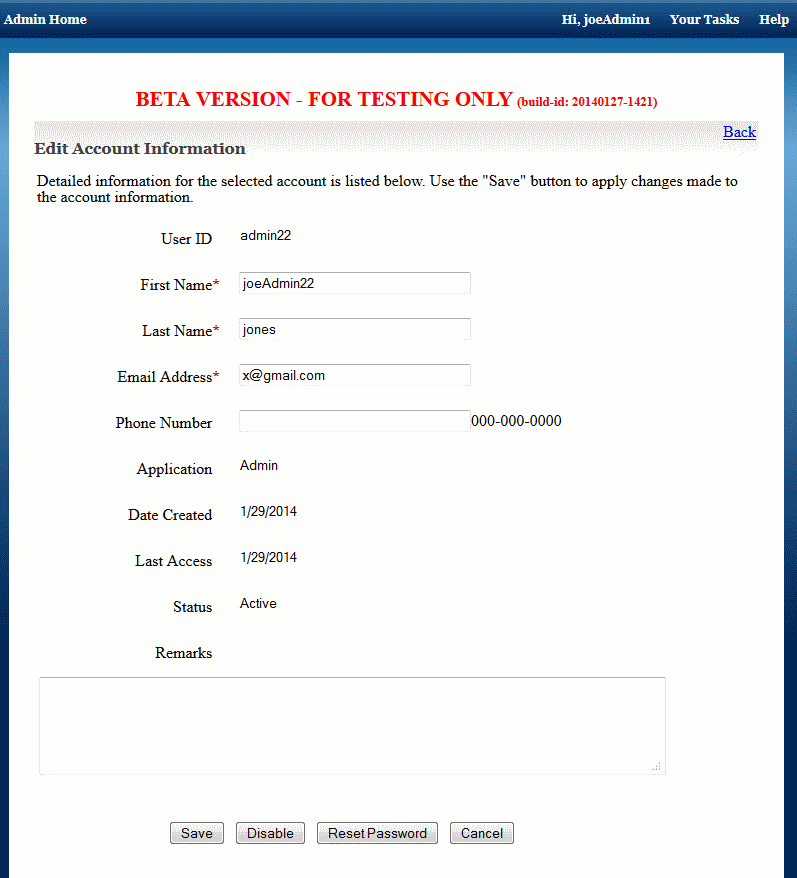 Admin Home Hi, joeAdmin1 Your Tasks Help
BETA VERSION - FOR TESTING ONLY (build-id: 20140127-1421)
Back
Edit Account Information
Detailed information for the selected account is listed below. Use the "Save" button to apply changes made to
the account information.
User ID admin22
First Name* joeAdmin22
Last Name* jones
Email Address* x@gmail.com
Phone Number 000-000-0000
Application Admin
Date Created 1/29/2014
Last Access 1/29/2014
Status Active
Remarks
Save Disable Reset Password Cancel